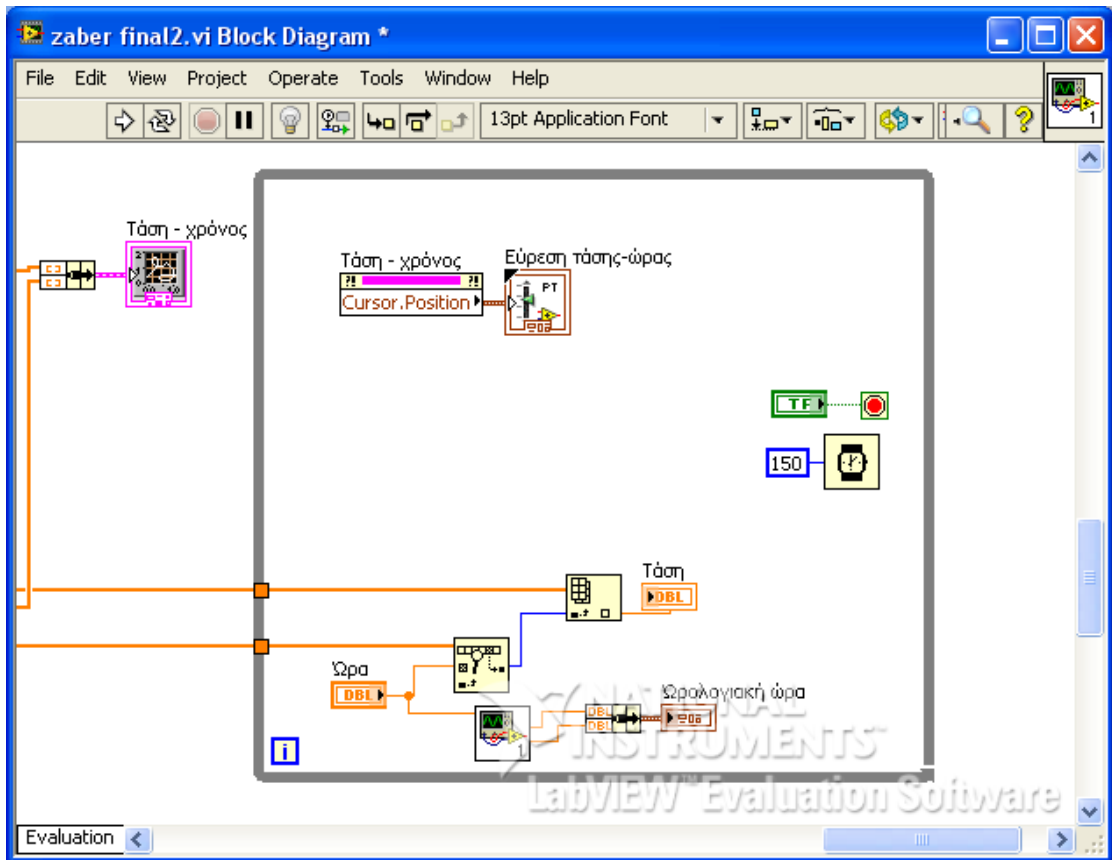 zaber final2.vi Block Diagram *
File Edit View Project Operate Tools Window Help
13pt Application Font
1
Τάση - χρόνος
Τάση - χρόνος
Εύρεση τάσης-ώρας
Cursor.Position
PT
TF
150
Τάση
DBL
Ώρα
DBL
Ωρολογιακή ώρα
DBL
DBL
1
i
NATIONAL
INSTRUMENTS™
LabVIEW™ Evaluation Software
Evaluation